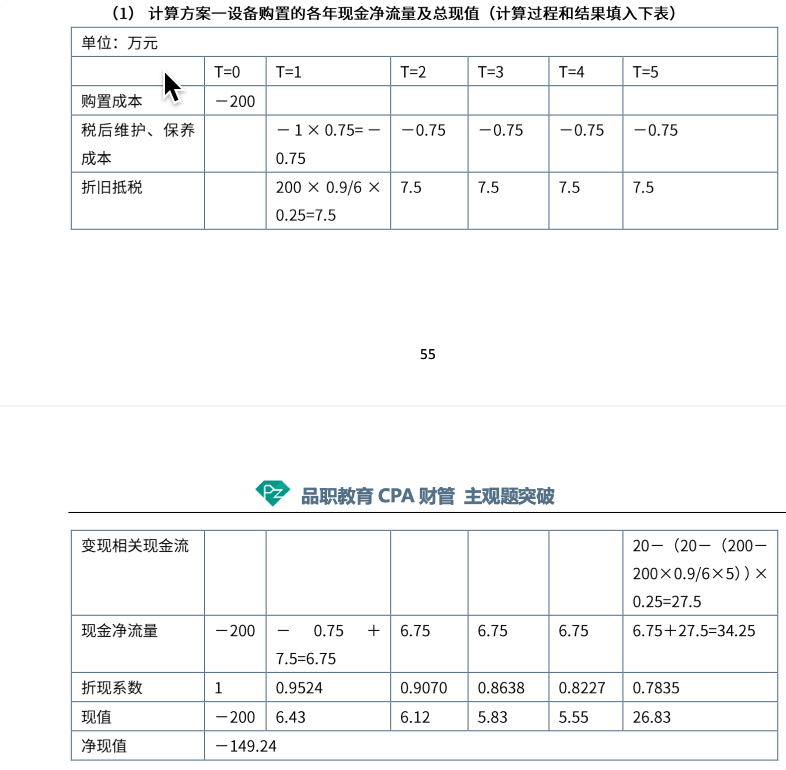 （1） 计算方案一设备购置的各年现金净流量及总现值（计算过程和结果填入下表）
单位：万元
T=0 T=1 T=2 T=3 T=4 T=5
购置成本 －200
税后维护、保养 －1×0.75=－ －0.75 －0.75 －0.75 －0.75
成本 0.75
折旧抵税 200 × 0.9/6 × 7.5 7.5 7.5 7.5
0.25=7.5
55
PZ 品职教育 CPA 财管 主观题突破
变现相关现金流 20－（20－（200－
200×0.9/6×5））×
0.25=27.5
现金净流量 －200 － 0.75 ＋ 6.75 6.75 6.75 6.75＋27.5=34.25
7.5=6.75
折现系数 1 0.9524 0.9070 0.8638 0.8227 0.7835
现值 －200 6.43 6.12 5.83 5.55 26.83
净现值 －149.24